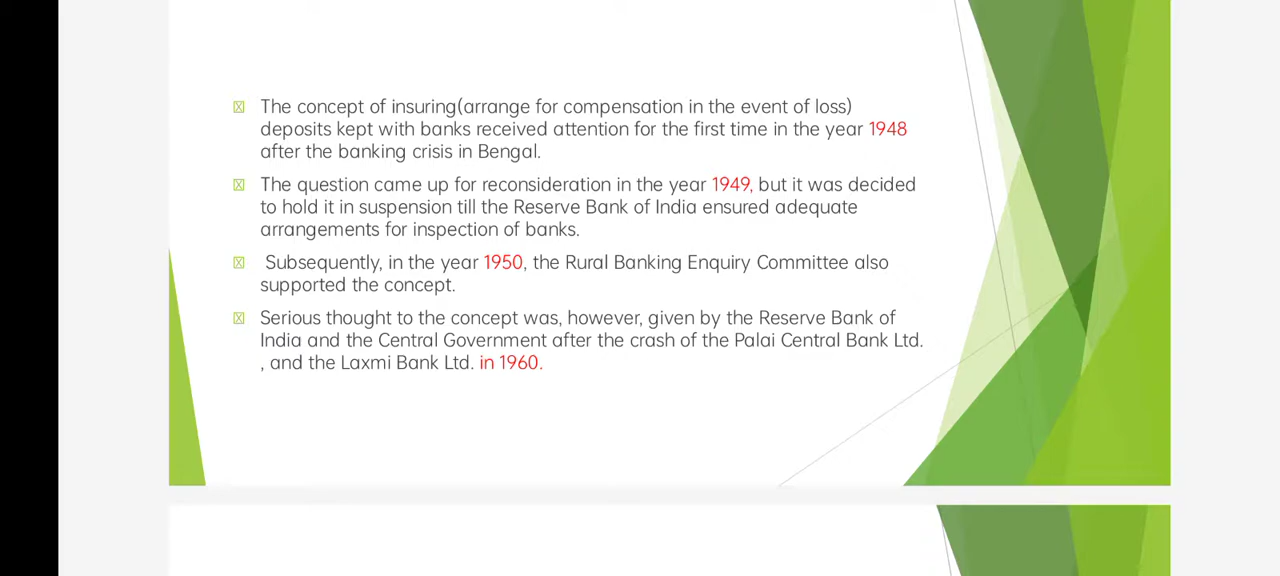 The concept of insuring(arrange for compensation in the event of loss)
deposits kept with banks received attention for the first time in the year 1948
after the banking crisis in Bengal.
The question came up for reconsideration in the year 1949, but it was decided
to hold it in suspension till the Reserve Bank of India ensured adequate
arrangements for inspection of banks.
Subsequently, in the year 1950, the Rural Banking Enquiry Committee also
supported the concept.
Serious thought to the concept was, however, given by the Reserve Bank of
India and the Central Government after the crash of the Palai Central Bank Ltd.
, and the Laxmi Bank Ltd. in 1960.